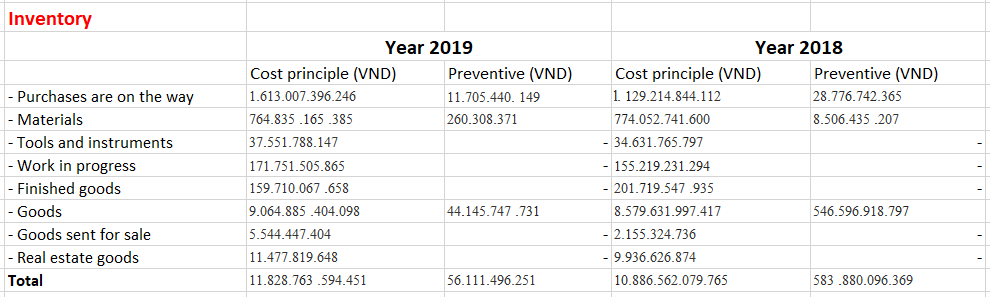 Inventory
Year 2019 Year 2018
Cost principle (VND) Preventive (VND) Cost principle (VND) Preventive (VND)
- Purchases are on the way 1.613.007.396.246 11.705.440. 149 1. 129.214.844.112 28.776.742.365
- Materials 764.835 .165 .385 260.308.371 774.052.741.600 8.506.435 .207
- Tools and instruments 37.551.788.147 - 34.631.765.797 -
- Work in progress 171.751.505.865 - 155.219.231.294 -
- Finished goods 159.710.067 .658 - 201.719.547 .935 -
- Goods 9.064.885 .404.098 44.145.747 .731 8.579.631.997.417 546.596.918.797
- Goods sent for sale 5.544.447.404 - 2.155.324.736 -
- Real estate goods 11.477.819.648 - 9.936.626.874 -
Total 11.828.763 .594.451 56.111.496.251 10.886.562.079.765 583 .880.096.369